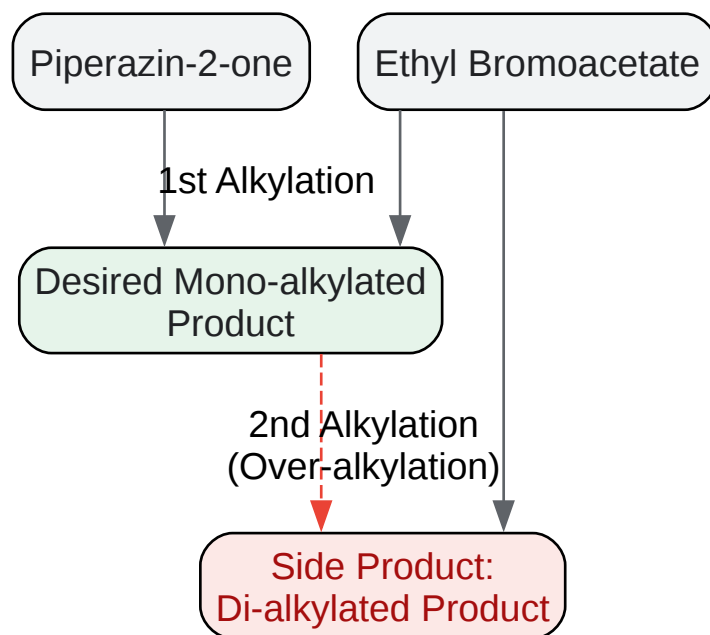 Piperazin-2-one
Ethyl Bromoacetate
1st Alkylation
Desired Mono-alkylated
Product
2nd Alkylation
(Over-alkylation)
Side Product:
Di-alkylated Product